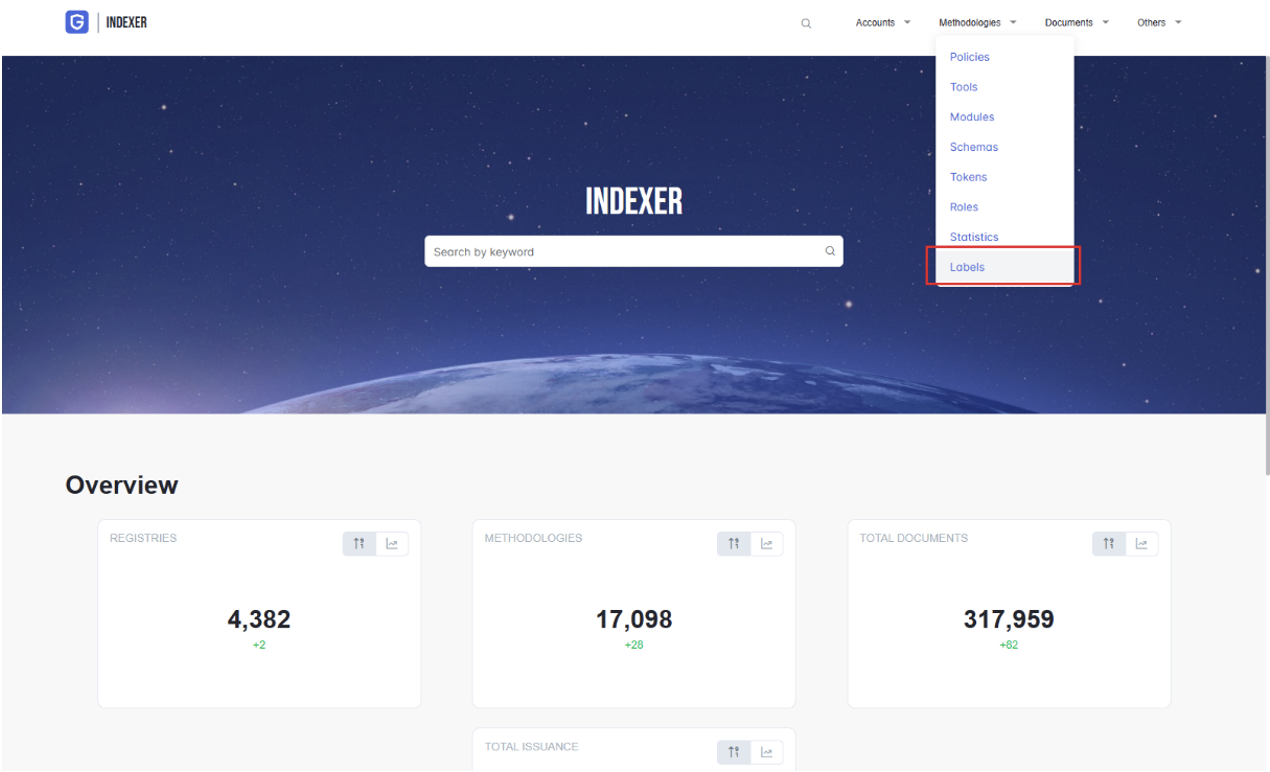 INDEXER
Accounts
Methodologies
Documents
Others
Policies
Tools
Modules
Schemas
Tokens
Roles
Statistics
Labels
INDEXER
Search by keyword
Overview
REGISTRIES
4,382
+2
METHODOLOGIES
17,098
+28
TOTAL DOCUMENTS
317,959
+82
TOTAL ISSUANCE